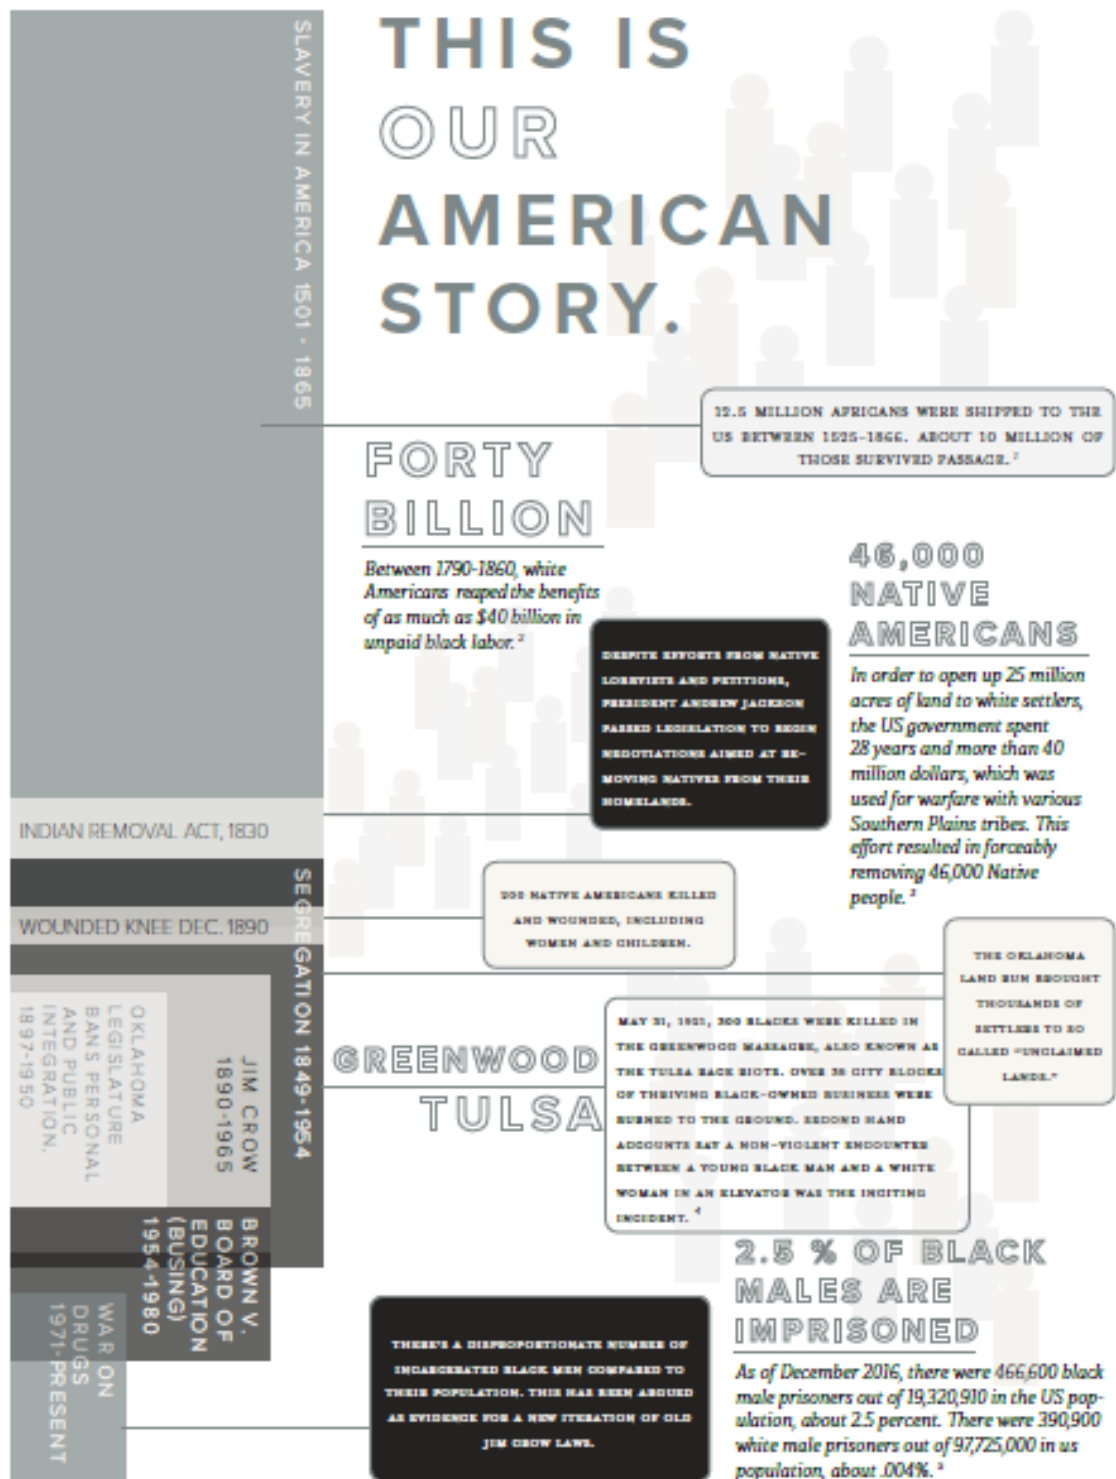 THIS IS
OUR
AMERICAN
STORY.
SLAVERY IN AMERICA 1501 - 1865
12.5 MILLION AFRICANS WERE SHIPPED TO THE
US BETWEEN 1525-1866. ABOUT 10 MILLION OF
THOSE SURVIVED PASSAGE.
FORTY
BILLION
Between 1790-1860, white
Americans reaped the benefits
of as much as $40 billion in
unpaid black labor. ²
46,000
NATIVE
AMERICANS
In order to open up 25 million
acres of land to white settlers,
the US government spent
28 years and more than 40
million dollars, which was
used for warfare with various
Southern Plains tribes. This
effort resulted in forceably
removing 46,000 Native
people. ³
DESPITE EFFORTS FROM NATIVE
LOBBYISTS AND PETITIONS,
PRESIDENT ANDREW JACKSON
PASSED LEGISLATION TO BEGIN
NEGOTIATIONS AIMED AT RE-
MOVING NATIVES FROM THEIR
HOMELANDS.
INDIAN REMOVAL ACT, 1830
SEGREGATION 1849-1954
200 NATIVE AMERICANS KILLED
AND WOUNDED, INCLUDING
WOMEN AND CHILDREN.
WOUNDED KNEE DEC. 1890
THE OKLAHOMA
LAND RUN BROUGHT
THOUSANDS OF
SETTLERS TO SO
CALLED "UNCLAIMED
LANDS."
GREENWOOD
TULSA
MAY 31, 1921, 300 BLACKS WERE KILLED IN
THE GREENWOOD MASSACRE, ALSO KNOWN AS
THE TULSA RACE RIOTS. OVER 35 CITY BLOCKS
OF THRIVING BLACK-OWNED BUSINESS WERE
BURNED TO THE GROUND. SECOND HAND
ACCOUNTS SAY A NON-VIOLENT ENCOUNTER
BETWEEN A YOUNG BLACK MAN AND A WHITE
WOMAN IN AN ELEVATOR WAS THE INCITING
INCIDENT. ⁴
JIM CROW
1890-1965
OKLAHOMA
LEGISLATURE
BANS PERSONAL
AND PUBLIC
INTEGRATION.
1897-1950
BROWN V.
BOARD OF
EDUCATION
(BUSING)
1954-1980
WAR ON
DRUGS
1971-PRESENT
2.5 % OF BLACK
MALES ARE
IMPRISONED
As of December 2016, there were 466,600 black
male prisoners out of 19,320,910 in the US pop-
ulation, about 2.5 percent. There were 390,900
white male prisoners out of 97,725,000 in us
population, about .004%.
THERE'S A DISPROPORTIONATE NUMBER OF
INCARCERATED BLACK MEN COMPARED TO
THEIR POPULATION. THIS HAS BEEN ARGUED
AS EVIDENCE FOR A NEW ITERATION OF OLD
JIM CROW LAWS.